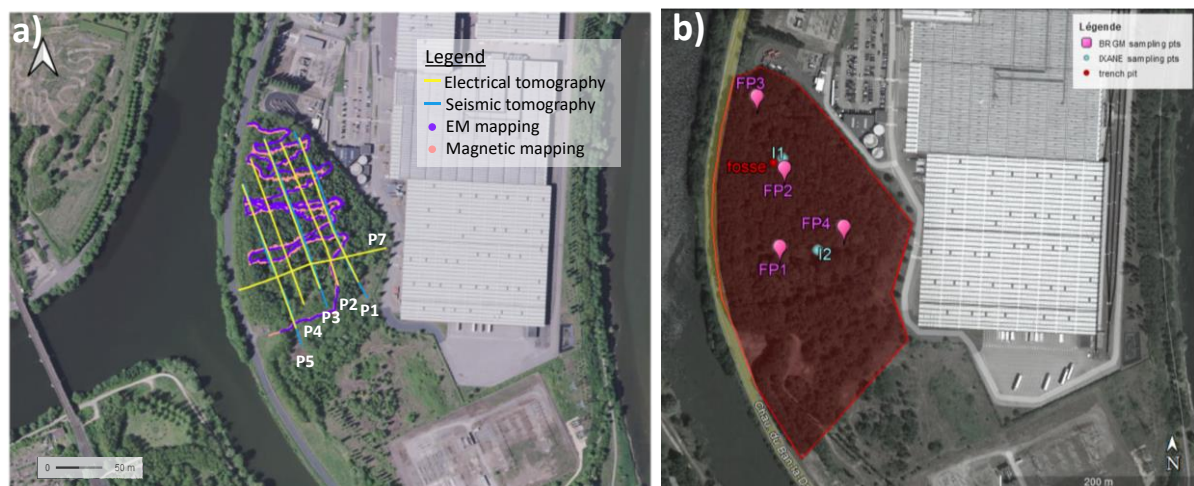 a)
Legend
Electrical tomography
Seismic tomography
EM mapping
Magnetic mapping
P7
P2
P1
P3
P4
P5
0 50 m
b)
Légende
BRGM sampling pts
IXANE sampling pts
trench pit
FP3
I1
fosse
FP2
FP4
I2
FP1
200 m
N